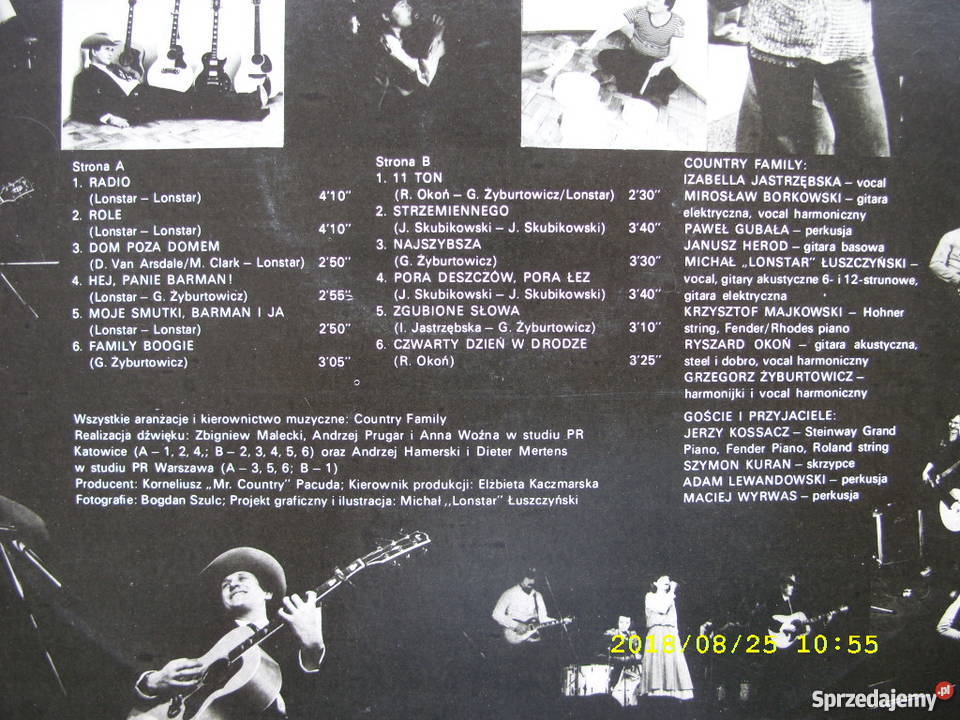 Strona A
1. RADIO
(Lonstar – Lonstar) 4'10"
2. ROLE
(Lonstar – Lonstar) 4'10"
3. DOM POZA DOMEM
(D. Van Arsdale/M. Clark – Lonstar) 2'50"
4. HEJ, PANIE BARMAN!
(Lonstar – G. Żyburtowicz) 2'55"
5. MOJE SMUTKI, BARMAN I JA
(Lonstar – Lonstar) 2'50"
6. FAMILY BOOGIE
(G. Żyburtowicz) 3'05"
Strona B
1. 11 TON
(R. Okoń – G. Żyburtowicz/Lonstar) 2'30"
2. STRZEMIENNEGO
(J. Skubikowski – J. Skubikowski) 3'40"
3. NAJSZYBSZA
(G. Żyburtowicz) 3'30"
4. PORA DESZCZÓW, PORA ŁEZ
(J. Skubikowski – J. Skubikowski) 3'40"
5. ZGUBIONE SŁOWA
(I. Jastrzębska – G. Żyburtowicz) 3'10"
6. CZWARTY DZIEŃ W DRODZE
(R. Okoń) 3'25"
COUNTRY FAMILY:
IZABELLA JASTRZĘBSKA – vocal
MIROSŁAW BORKOWSKI – gitara
elektryczna, vocal harmoniczny
PAWEŁ GUBAŁA – perkusja
JANUSZ HEROD – gitara basowa
MICHAŁ „LONSTAR" ŁUSZCZYŃSKI –
vocal, gitary akustyczne 6- i 12-strunowe,
gitara elektryczna
KRZYSZTOF MAJKOWSKI – Hohner
string, Fender/Rhodes piano
RYSZARD OKOŃ – gitara akustyczna,
steel i dobro, vocal harmoniczny
GRZEGORZ ŻYBURTOWICZ –
harmonijki i vocal harmoniczny
GOŚCIE I PRZYJACIELE:
JERZY KOSSACZ – Steinway Grand
Piano, Fender Piano, Roland string
SZYMON KURAN – skrzypce
ADAM LEWANDOWSKI – perkusja
MACIEJ WYRWAS – perkusja
Wszystkie aranżacje i kierownictwo muzyczne: Country Family
Realizacja dźwięku: Zbigniew Malecki, Andrzej Prugar i Anna Woźna w studiu PR
Katowice (A – 1, 2, 4,; B – 2, 3, 4, 5, 6) oraz Andrzej Hamerski i Dieter Mertens
w studiu PR Warszawa (A – 3, 5, 6; B – 1)
Producent: Korneliusz „Mr. Country" Pacuda; Kierownik produkcji: Elżbieta Kaczmarska
Fotografie: Bogdan Szulc; Projekt graficzny i ilustracja: Michał „Lonstar" Łuszczyński
2018/08/25 10:55
Sprzedajemy.pl